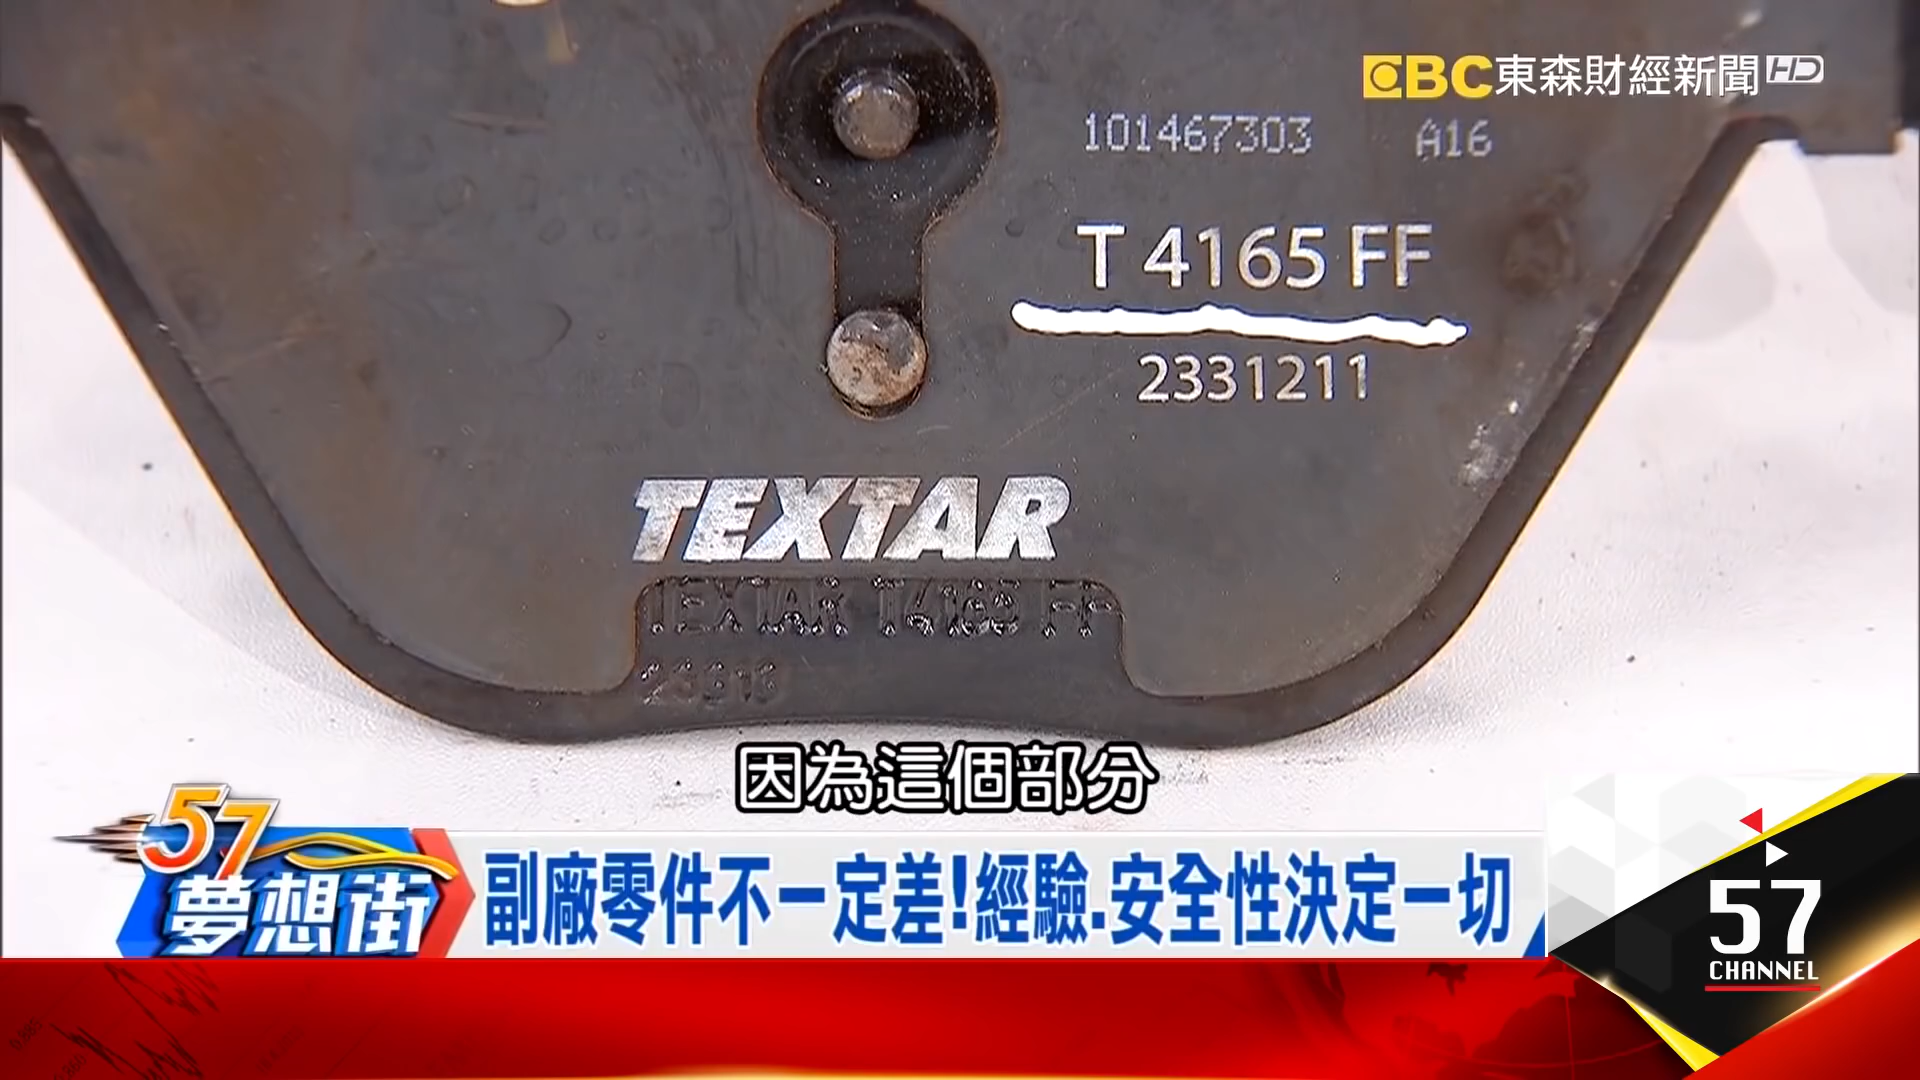 EBC東森財經新聞HD
101467303 A16
T 4165 FF
2331211
TEXTAR
TEXTAR T4165 FF
因為這個部分
57夢想街
副廠零件不一定差!經驗.安全性決定一切
57
CHANNEL